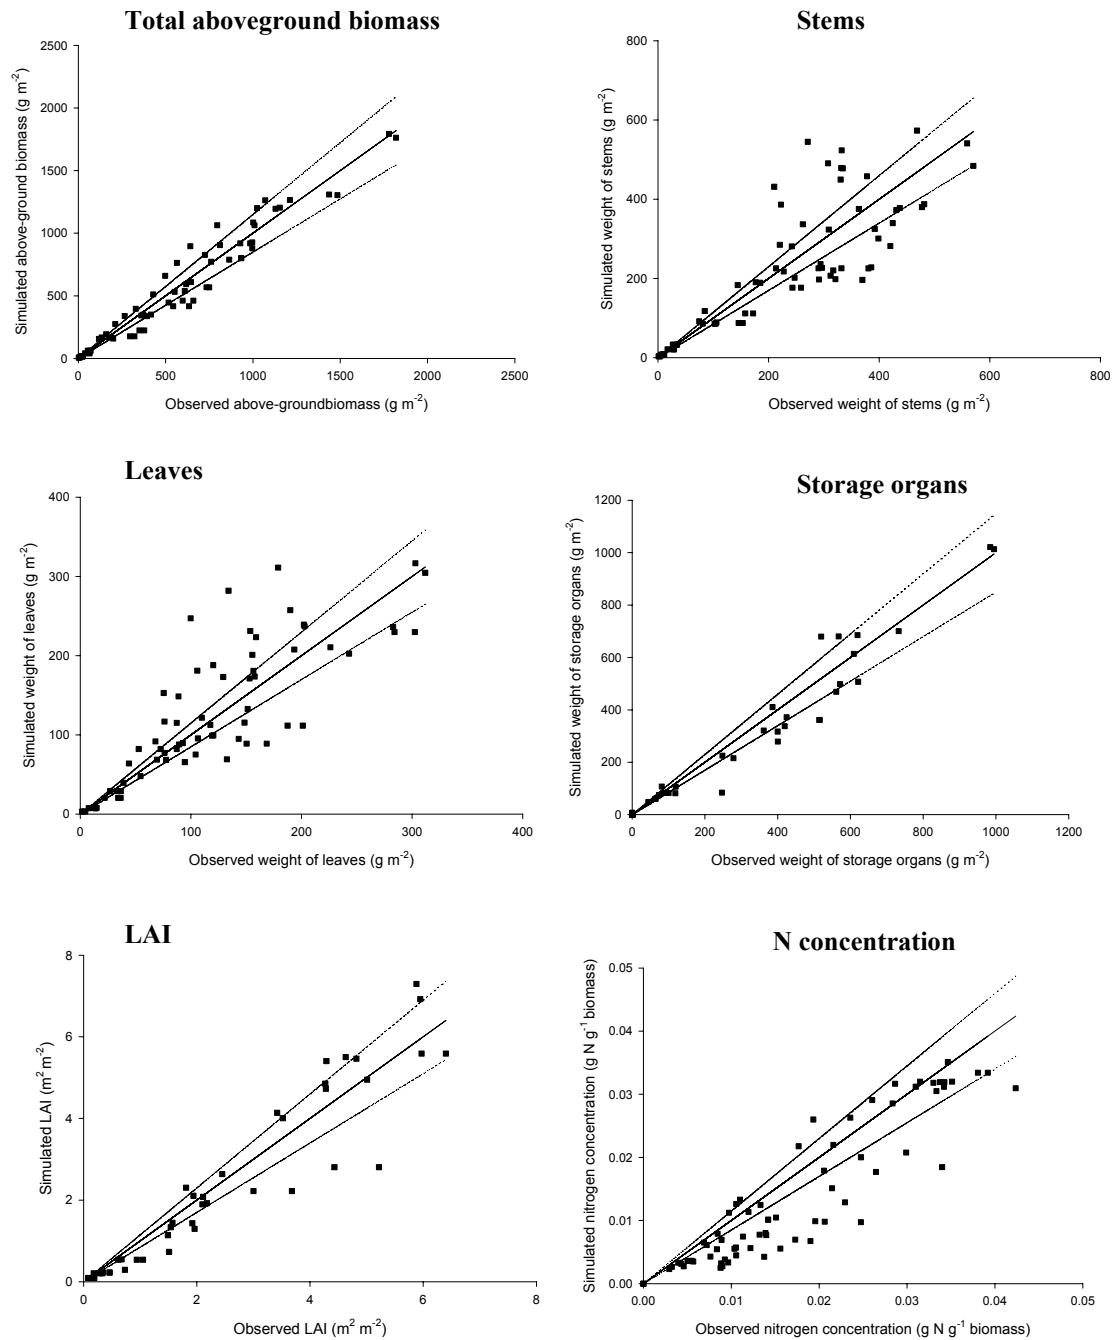 Total aboveground biomass
Simulated above-ground biomass (g m⁻²)
2500
2000
1500
1000
500
0
0 500 1000 1500 2000 2500
Observed above-groundbiomass (g m⁻²)
Stems
Simulated weight of stems (g m⁻²)
800
600
400
200
0
0 200 400 600 800
Observed weight of stems (g m⁻²)
Leaves
Simulated weight of leaves (g m⁻²)
400
300
200
100
0
0 100 200 300 400
Observed weight of leaves (g m⁻²)
Storage organs
Simulated weight of storage organs (g m⁻²)
1200
1000
800
600
400
200
0
0 200 400 600 800 1000 1200
Observed weight of storage organs (g m⁻²)
LAI
Simulated LAI (m² m⁻²)
8
6
4
2
0
0 2 4 6 8
Observed LAI (m² m⁻²)
N concentration
Simulated nitrogen concentration (g N g⁻¹ biomass)
0.05
0.04
0.03
0.02
0.01
0.00
0.00 0.01 0.02 0.03 0.04 0.05
Observed nitrogen concentration (g N g⁻¹ biomass)